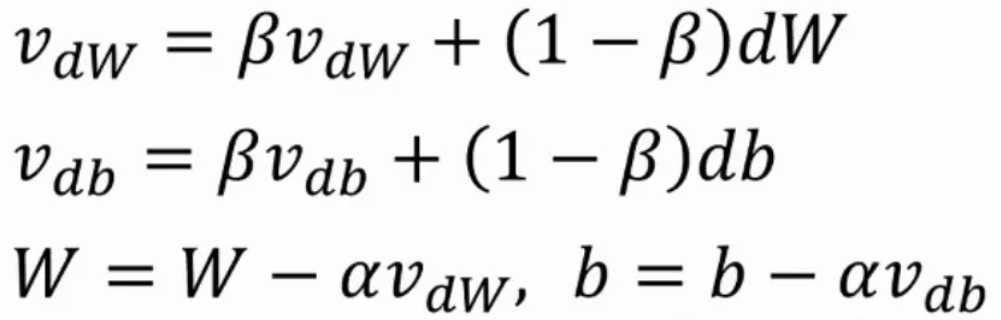 v_{dW} = βv_{dW} + (1 − β)dW
v_{db} = βv_{db} + (1 − β)db
W = W − αv_{dW}, b = b − αv_{db}